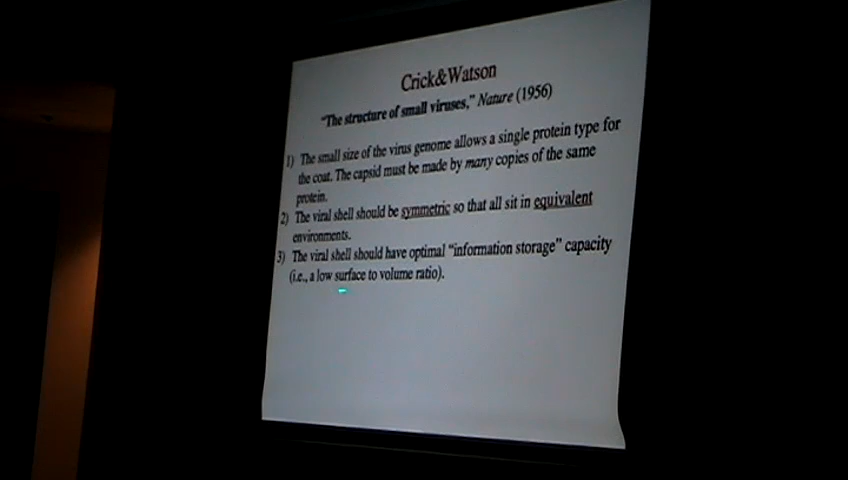 Crick&Watson
"The structure of small viruses," Nature (1956)
1) The small size of the virus genome allows a single protein type for
the coat. The capsid must be made by many copies of the same
protein.
2) The viral shell should be symmetric so that all sit in equivalent
environments.
3) The viral shell should have optimal "information storage" capacity
(i.e., a low surface to volume ratio).